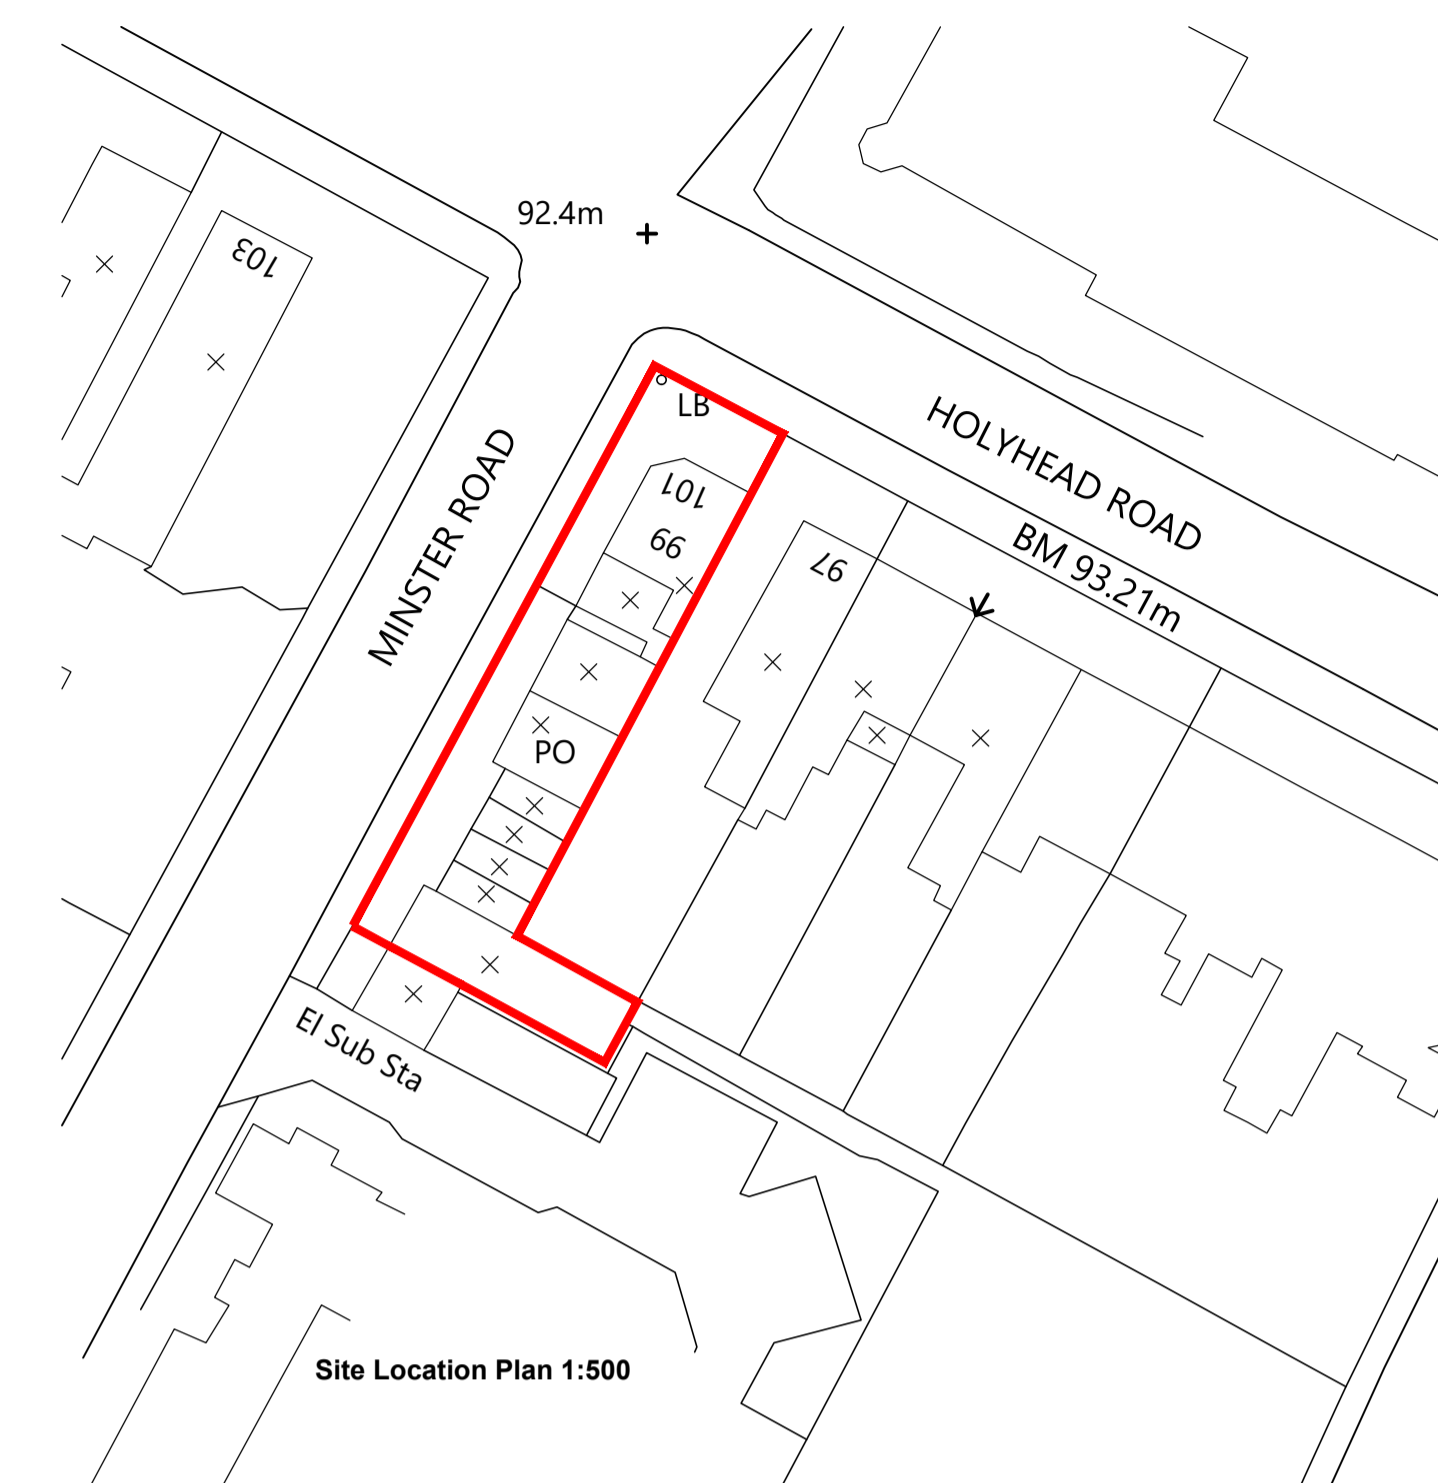 92.4m
103
LB
HOLYHEAD ROAD
MINSTER ROAD
101
99
97
BM 93.21m
PO
El Sub Sta
Site Location Plan 1:500